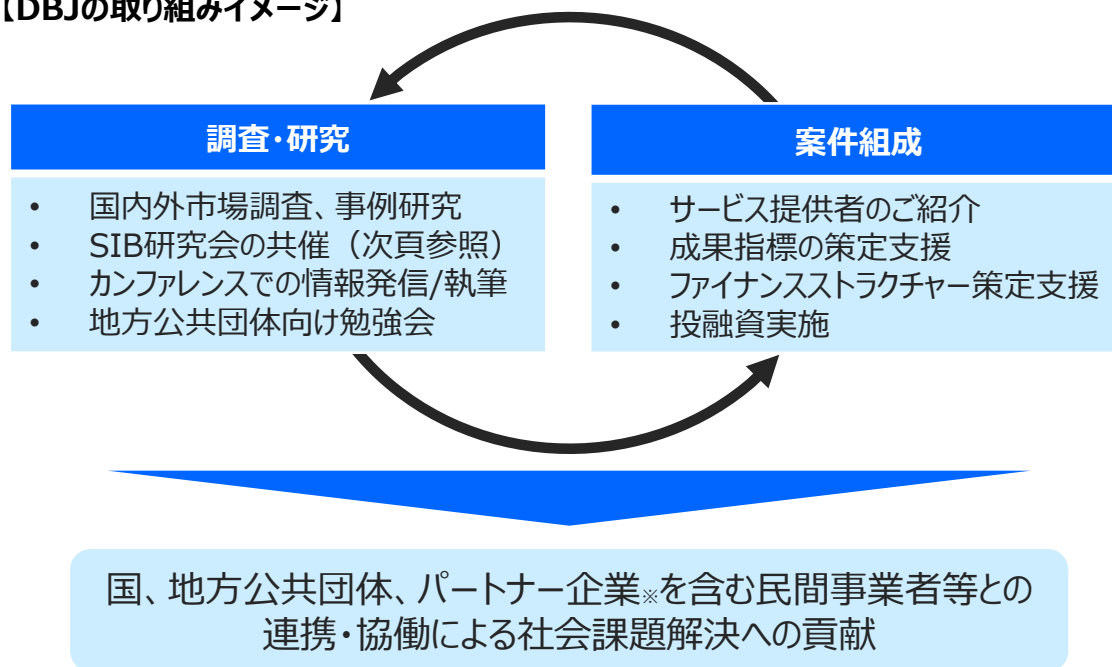 【DBJの取り組みイメージ】
調査・研究
• 国内外市場調査、事例研究
• SIB研究会の共催（次頁参照）
• カンファレンスでの情報発信/執筆
• 地方公共団体向け勉強会
案件組成
• サービス提供者のご紹介
• 成果指標の策定支援
• ファイナンスストラクチャー策定支援
• 投融資実施
国、地方公共団体、パートナー企業※を含む民間事業者等との
連携・協働による社会課題解決への貢献